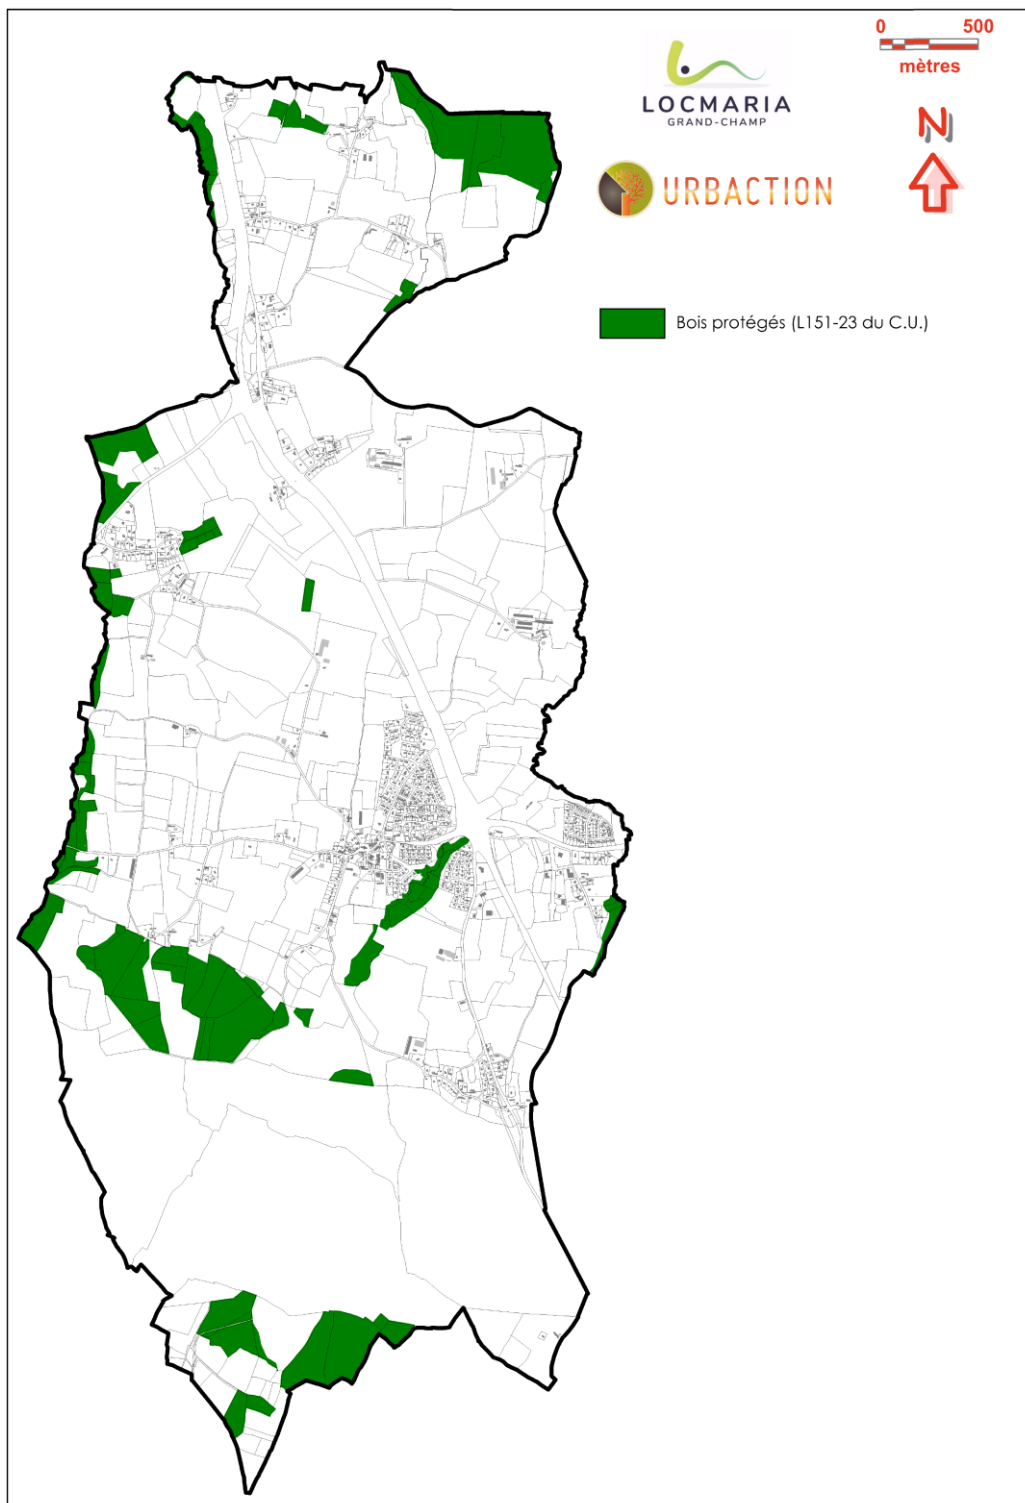 0 500
mètres
LOCMARIA
GRAND-CHAMP
N
URBACTION
Bois protégés (L151-23 du C.U.)